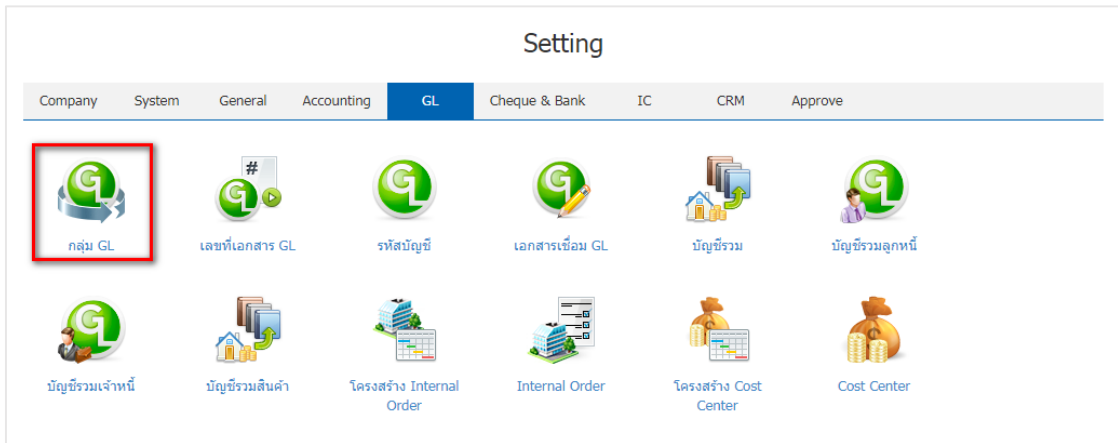 Setting
Company System General Accounting GL Cheque & Bank IC CRM Approve
กลุ่ม GL เลขที่เอกสาร GL รหัสบัญชี เอกสารเชื่อม GL บัญชีรวม บัญชีรวมลูกหนี้
บัญชีรวมเจ้าหนี้ บัญชีรวมสินค้า โครงสร้าง Internal Order Internal Order โครงสร้าง Cost Center Cost Center